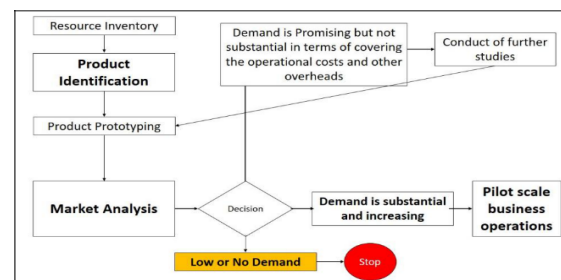 Resource Inventory
Product
Identification
Product Prototyping
Market Analysis
Decision
Demand is Promising but not
substantial in terms of covering
the operational costs and other
overheads
Conduct of further
studies
Demand is substantial
and increasing
Pilot scale
business
operations
Low or No Demand
Stop